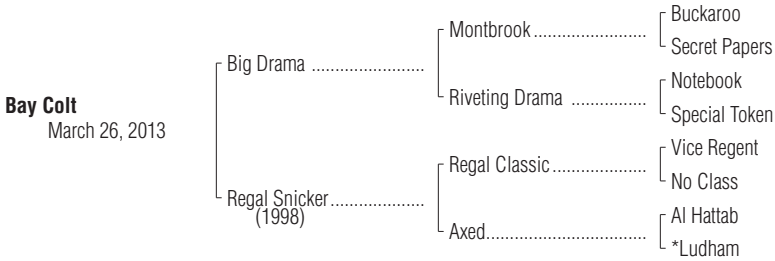 Buckaroo
Montbrook..........................
Secret Papers
Big Drama ..........................
Notebook
Riveting Drama .....................
Special Token
Bay Colt
March 26, 2013
Vice Regent
Regal Classic......................
No Class
Regal Snicker......................
(1998)
Al Hattab
Axed....................................
*Ludham